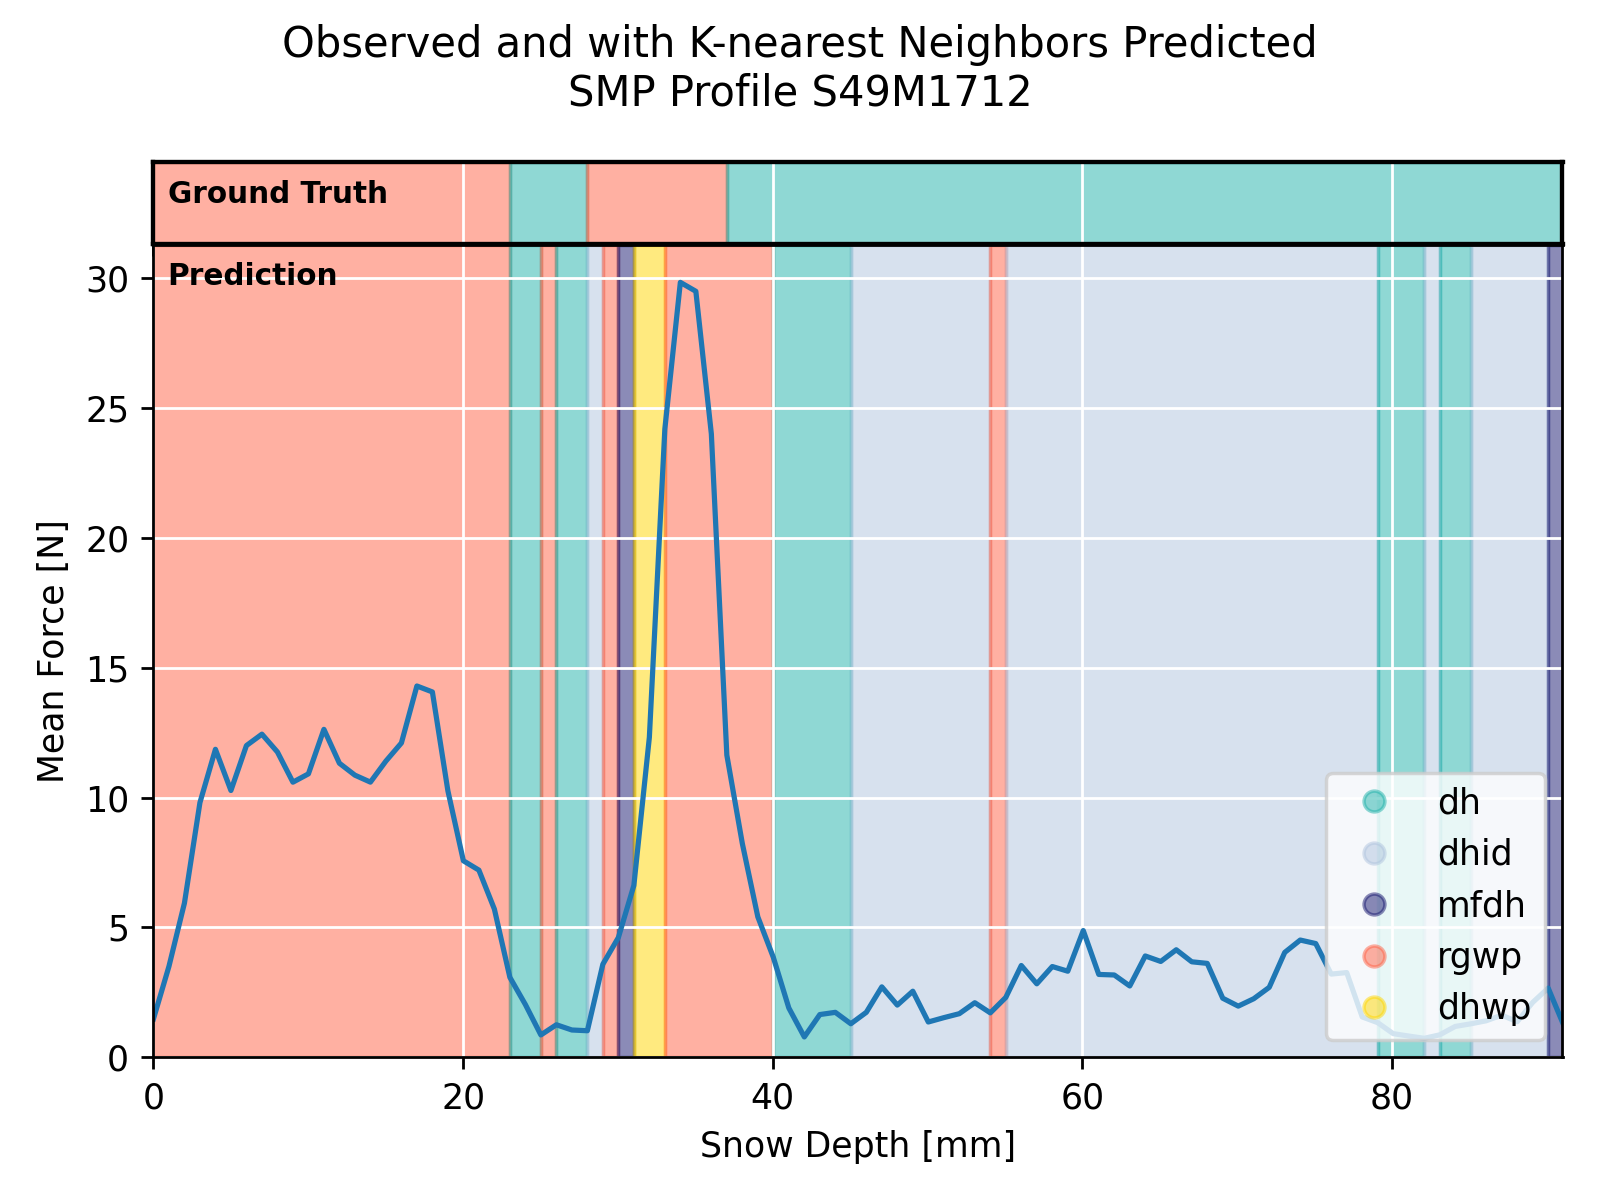 Observed and with K-nearest Neighbors Predicted
SMP Profile S49M1712
Ground Truth
Prediction
30
25
20
15
10
5
0
Mean Force [N]
0 20 40 60 80
Snow Depth [mm]
dh
dhid
mfdh
rgwp
dhwp